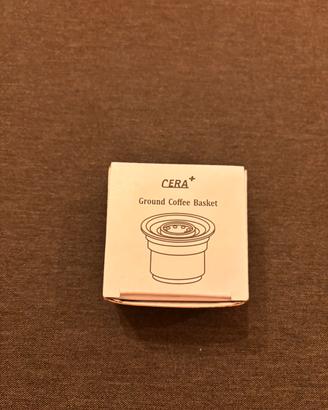 CERA+
Ground Coffee Basket